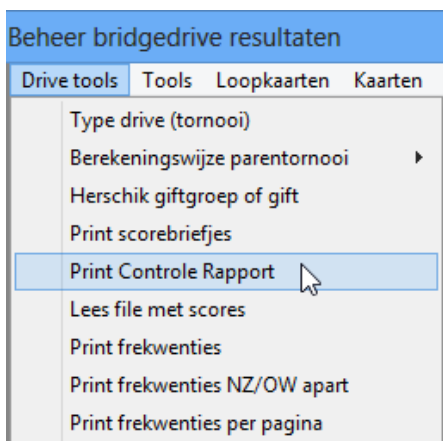 Beheer bridgedrive resultaten
Drive tools Tools Loopkaarten Kaarten
Type drive (tornooi)
Berekeningswijze parentornooi
Herschik giftgroep of gift
Print scorebriefjes
Print Controle Rapport
Lees file met scores
Print frekwenties
Print frekwenties NZ/OW apart
Print frekwenties per pagina